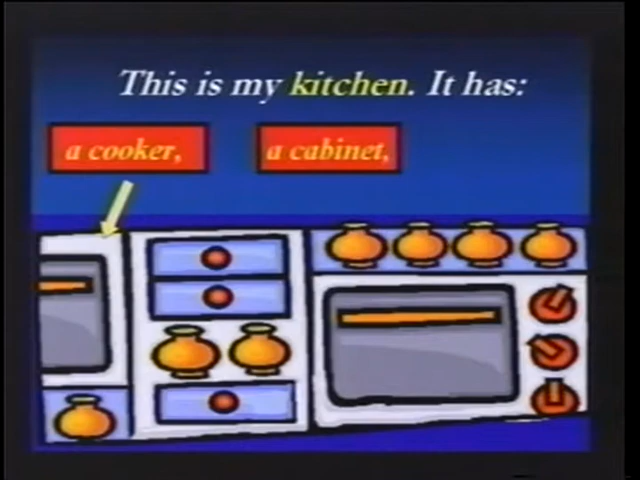 This is my kitchen. It has:
a cooker, a cabinet,